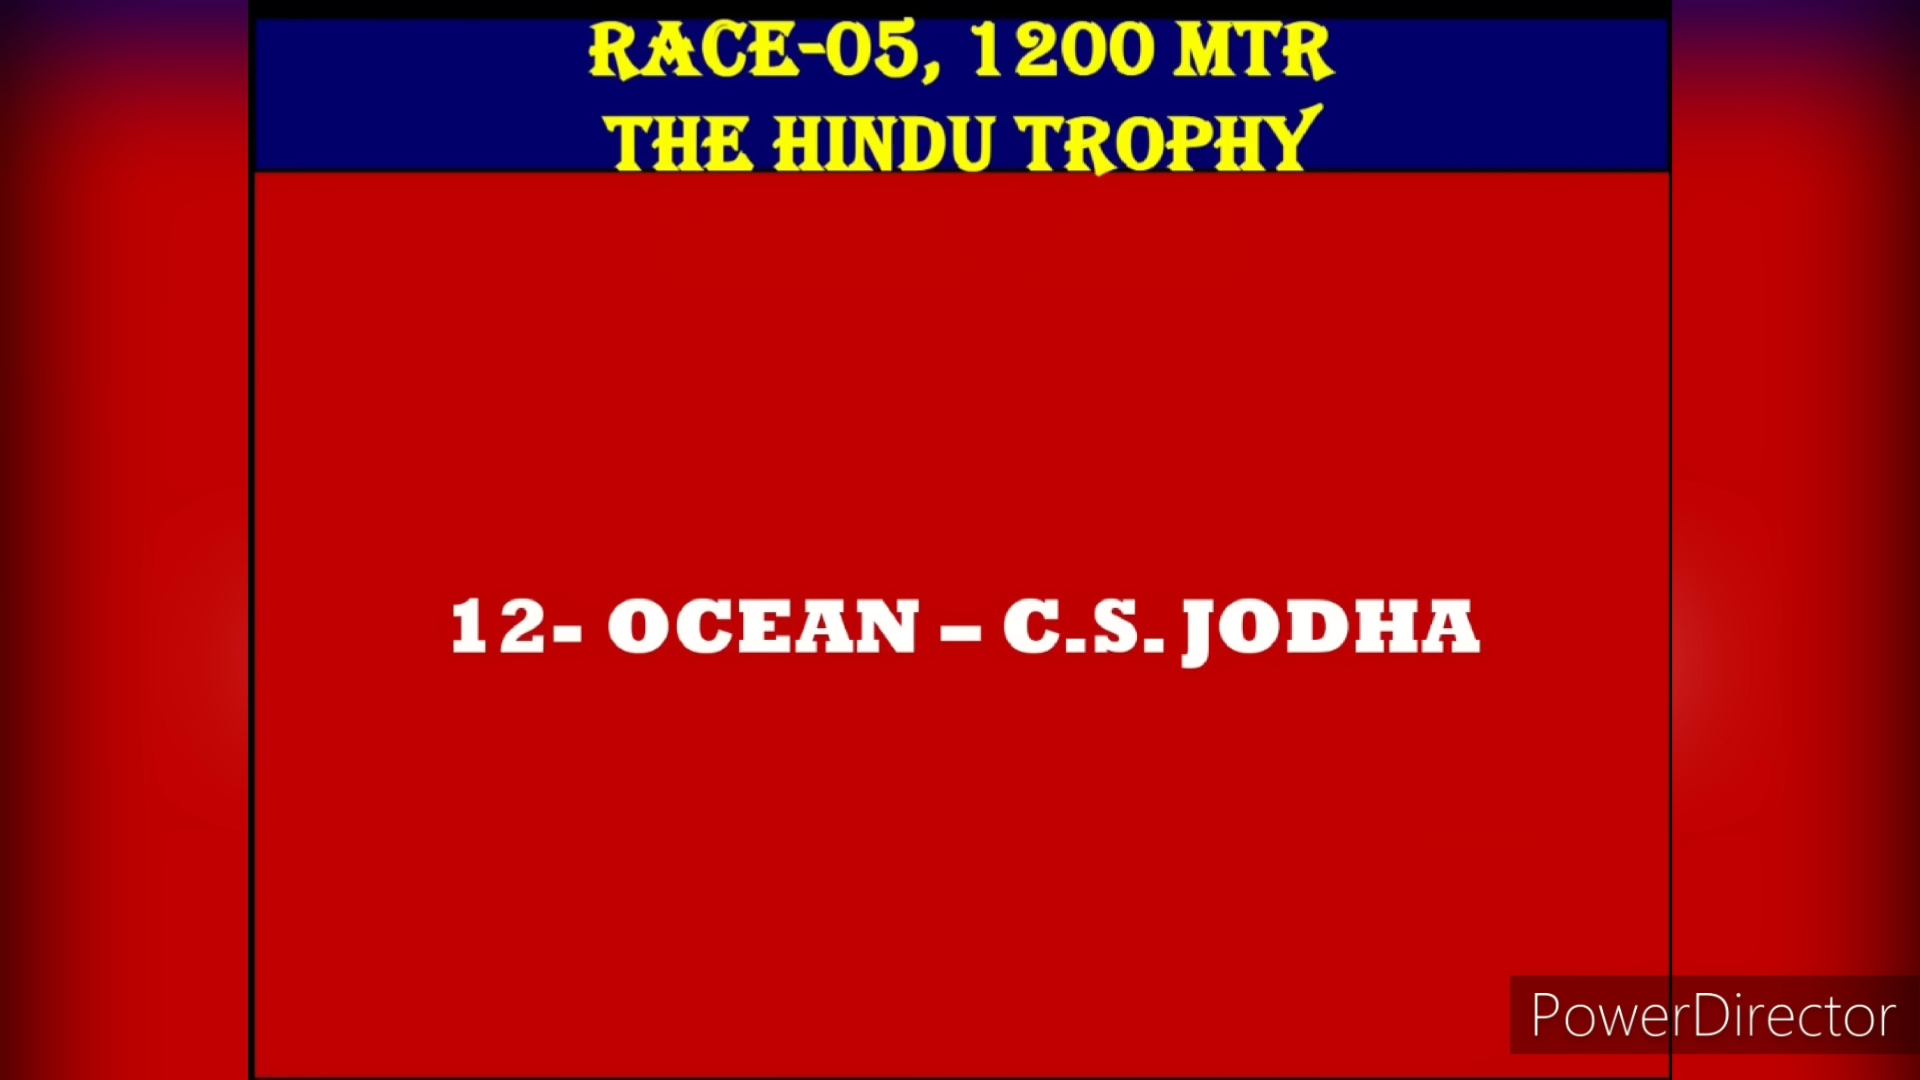 RACE-05, 1200 MTR
THE HINDU TROPHY
12- OCEAN – C.S. JODHA
PowerDirector